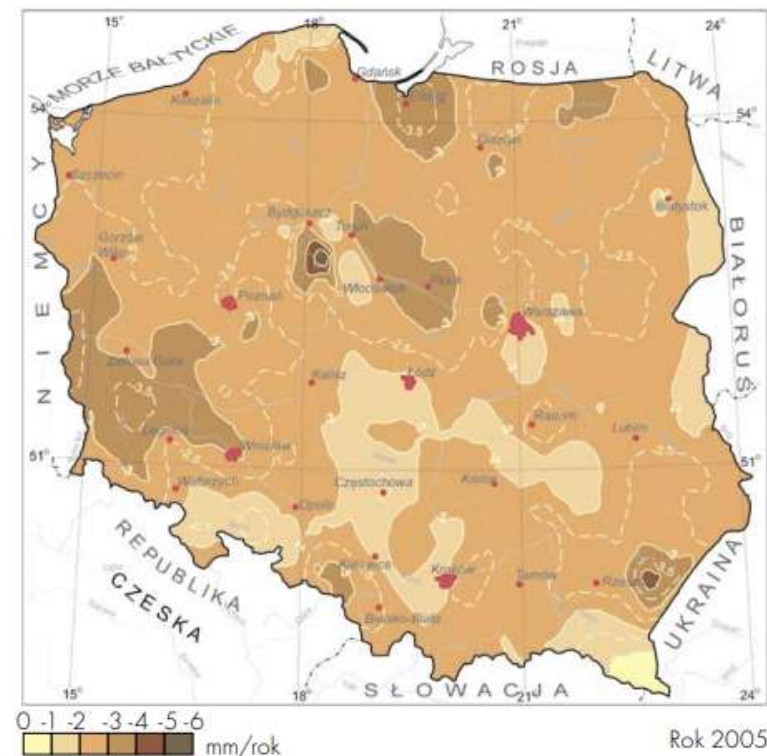 15° 18° 21° 24°
MORZE BAŁTYCKIE
Gdańsk
ROSJA
LITWA
Koszalin
54°
54°
-3.5
Olsztyn
Szczecin
Białystok
Bydgoszcz
Toruń
Gorzów
Wlkp.
NIEMCY
BIAŁORUŚ
Włocławek
Płock
Poznań
Warszawa
Zielona Góra
Kalisz
Łódź
Radom
Lublin
Legnica
Wrocław
51°
51°
Wałbrzych
Częstochowa
Kielce
Opole
REPUBLIKA
CZESKA
Katowice
Kraków
Tarnów
Rzeszów
Bielsko-Biała
UKRAINA
SŁOWACJA
15° 18° 21° 24°
0 -1 -2 -3 -4 -5 -6
mm/rok
Rok 2005